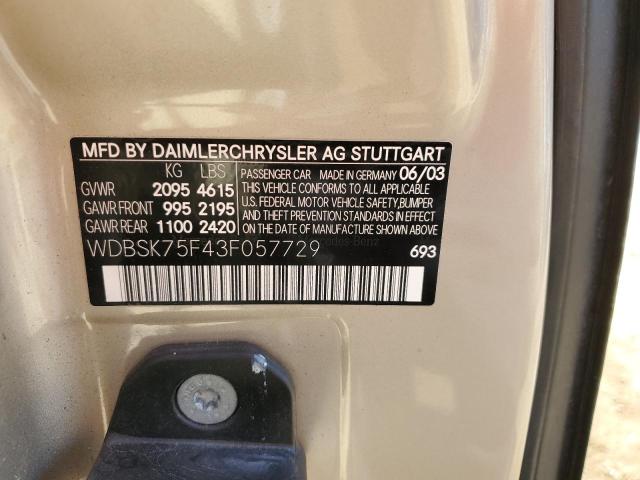 MFD BY DAIMLERCHRYSLER AG STUTTGART
KG LBS
GVWR 2095 4615
GAWR FRONT 995 2195
GAWR REAR 1100 2420
PASSENGER CAR MADE IN GERMANY 06/03
THIS VEHICLE CONFORMS TO ALL APPLICABLE
U.S. FEDERAL MOTOR VEHICLE SAFETY,BUMPER
AND THEFT PREVENTION STANDARDS IN EFFECT
ON THE DATE OF MANUFACTURE SHOWN ABOVE
WDBSK75F43F057729
Mercedes-Benz
693